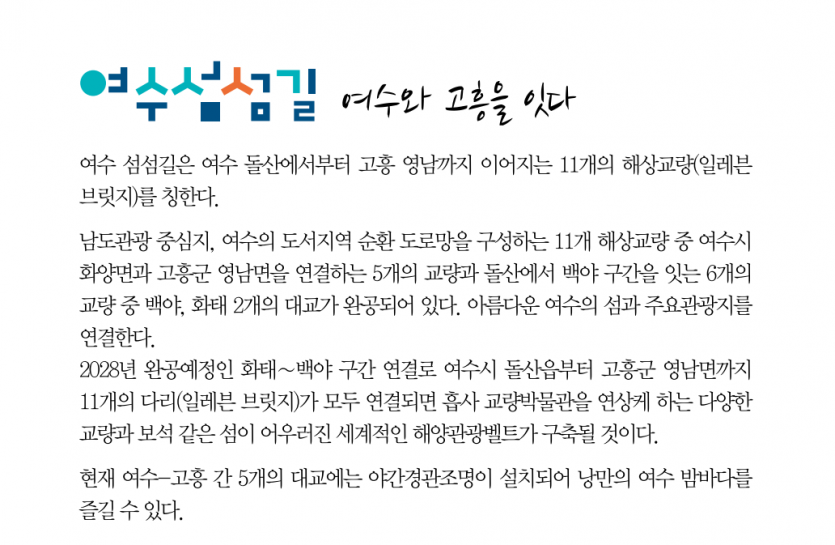 여수섬섬길 여수와 고흥을 잇다
여수 섬섬길은 여수 돌산에서부터 고흥 영남까지 이어지는 11개의 해상교량(일레븐
브릿지)를 칭한다.
남도관광 중심지, 여수의 도서지역 순환 도로망을 구성하는 11개 해상교량 중 여수시
화양면과 고흥군 영남면을 연결하는 5개의 교량과 돌산에서 백야 구간을 잇는 6개의
교량 중 백야, 화태 2개의 대교가 완공되어 있다. 아름다운 여수의 섬과 주요관광지를
연결한다.
2028년 완공예정인 화태~백야 구간 연결로 여수시 돌산읍부터 고흥군 영남면까지
11개의 다리(일레븐 브릿지)가 모두 연결되면 흡사 교량박물관을 연상케 하는 다양한
교량과 보석 같은 섬이 어우러진 세계적인 해양관광벨트가 구축될 것이다.
현재 여수-고흥 간 5개의 대교에는 야간경관조명이 설치되어 낭만의 여수 밤바다를
즐길 수 있다.